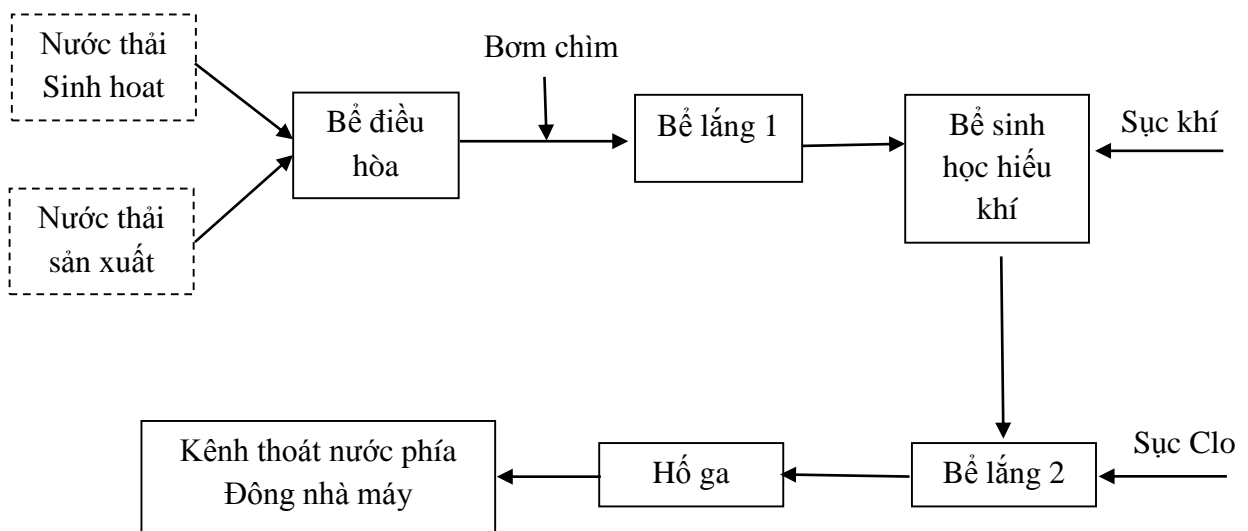 Nước thải
Sinh hoat
Nước thải
sản xuất
Bể điều
hòa
Bơm chìm
Bể lắng 1
Bể sinh
học hiếu
khí
Sục khí
Sục Clo
Bể lắng 2
Hố ga
Kênh thoát nước phía
Đông nhà máy